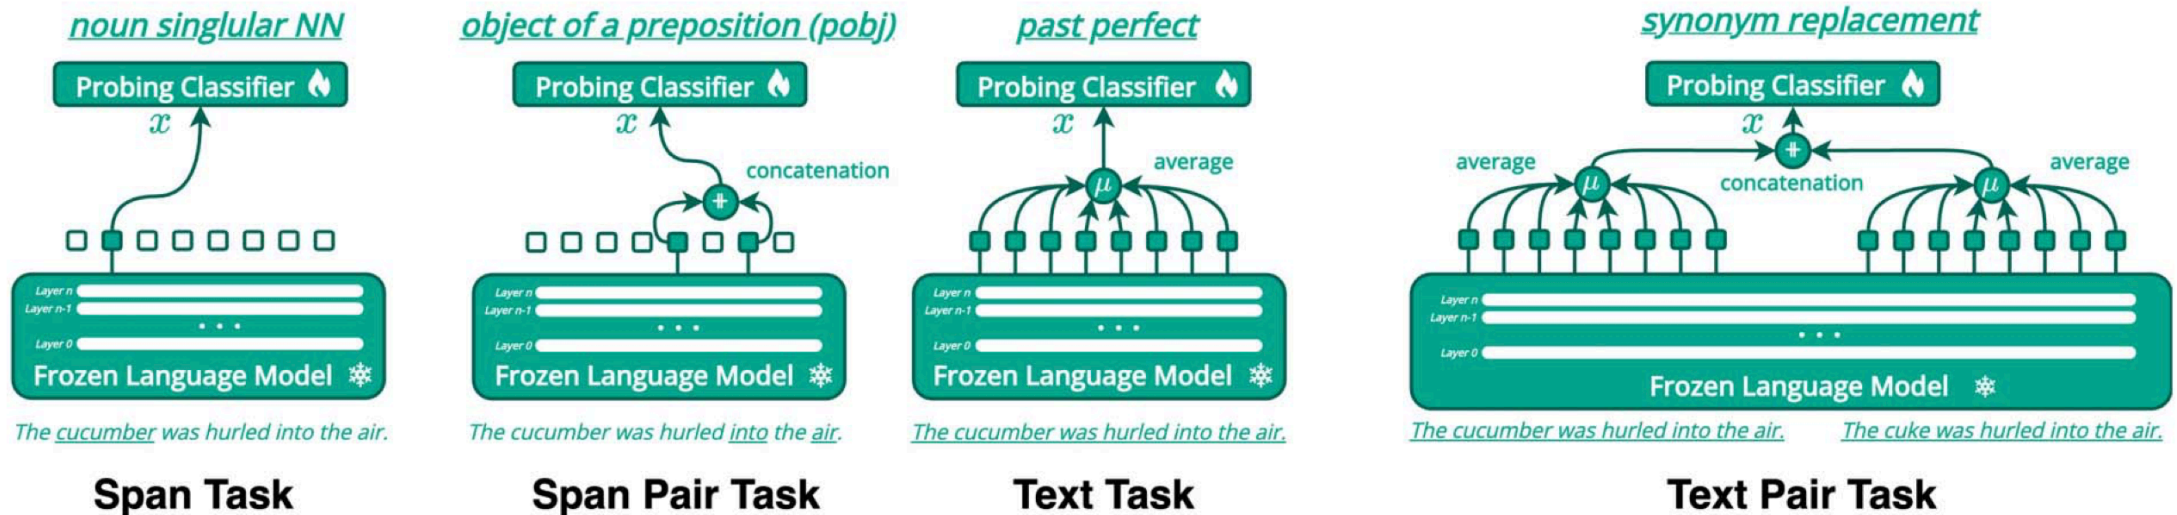 noun singlular NN
Probing Classifier
x
Layer n
Layer n-1
...
Layer 0
Frozen Language Model
The cucumber was hurled into the air.
Span Task
object of a preposition (pobj)
Probing Classifier
x
concatenation
⧺
Layer n
Layer n-1
...
Layer 0
Frozen Language Model
The cucumber was hurled into the air.
Span Pair Task
past perfect
Probing Classifier
x
average
μ
Layer n
Layer n-1
...
Layer 0
Frozen Language Model
The cucumber was hurled into the air.
Text Task
synonym replacement
Probing Classifier
x
⧺
average
concatenation
average
μ
μ
Layer n
Layer n-1
...
Layer 0
Frozen Language Model
The cucumber was hurled into the air.
The cuke was hurled into the air.
Text Pair Task